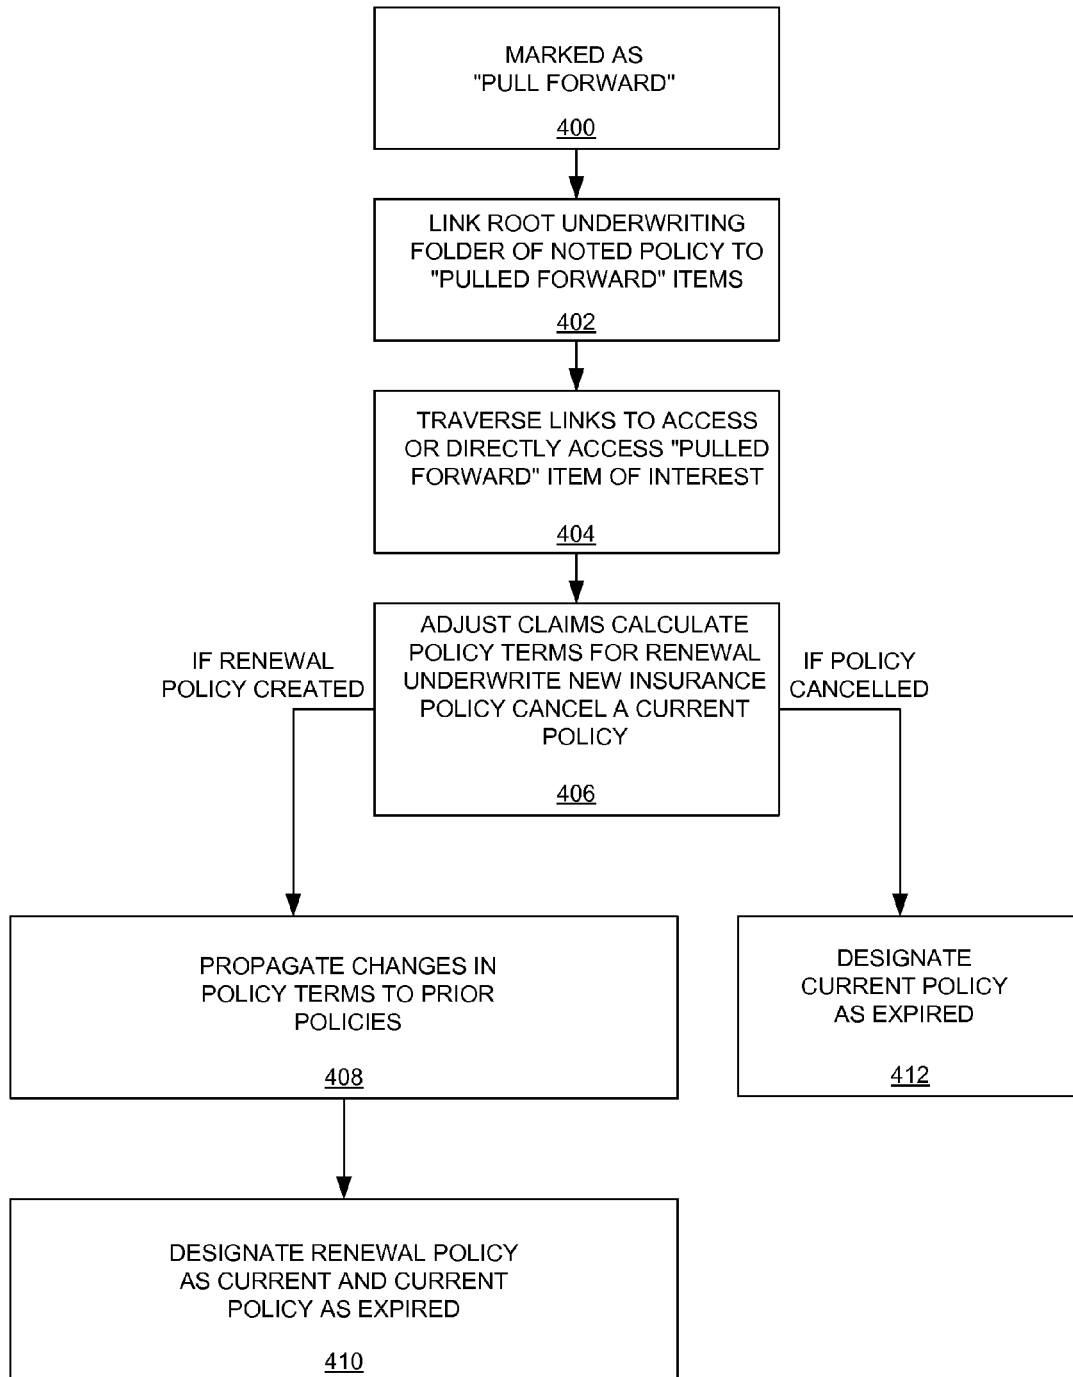 MARKED AS
"PULL FORWARD"
400
LINK ROOT UNDERWRITING
FOLDER OF NOTED POLICY TO
"PULLED FORWARD" ITEMS
402
TRAVERSE LINKS TO ACCESS
OR DIRECTLY ACCESS "PULLED
FORWARD" ITEM OF INTEREST
404
ADJUST CLAIMS CALCULATE
POLICY TERMS FOR RENEWAL
UNDERWRITE NEW INSURANCE
POLICY CANCEL A CURRENT
POLICY
406
IF RENEWAL
POLICY CREATED
IF POLICY
CANCELLED
PROPAGATE CHANGES IN
POLICY TERMS TO PRIOR
POLICIES
408
DESIGNATE
CURRENT POLICY
AS EXPIRED
412
DESIGNATE RENEWAL POLICY
AS CURRENT AND CURRENT
POLICY AS EXPIRED
410